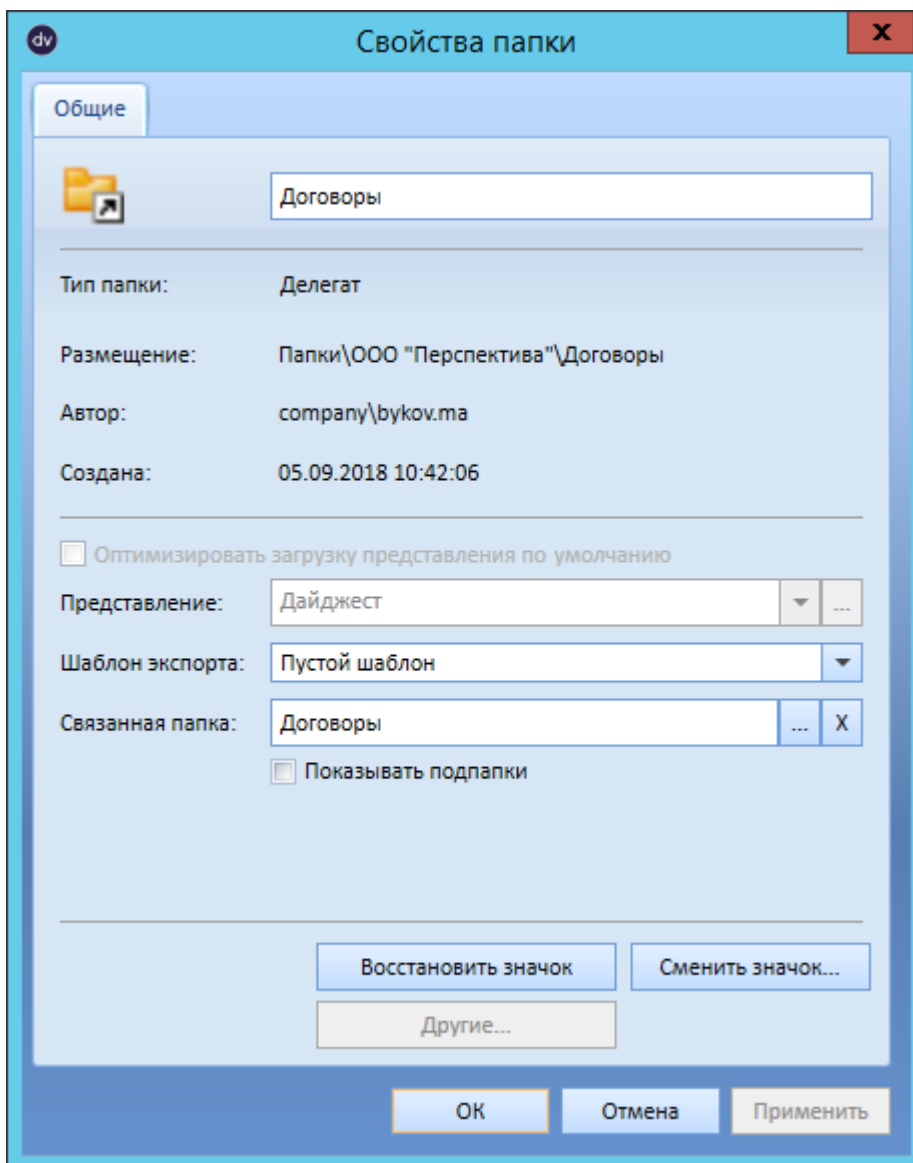 dv
Свойства папки
x
Общие
Договоры
Тип папки: Делегат
Размещение: Папки\ООО "Перспектива"\Договоры
Автор: company\bykov.ma
Создана: 05.09.2018 10:42:06
Оптимизировать загрузку представления по умолчанию
Представление: Дайджест ...
Шаблон экспорта: Пустой шаблон
Связанная папка: Договоры ... X
Показывать подпапки
Восстановить значок Сменить значок...
Другие...
ОК Отмена Применить